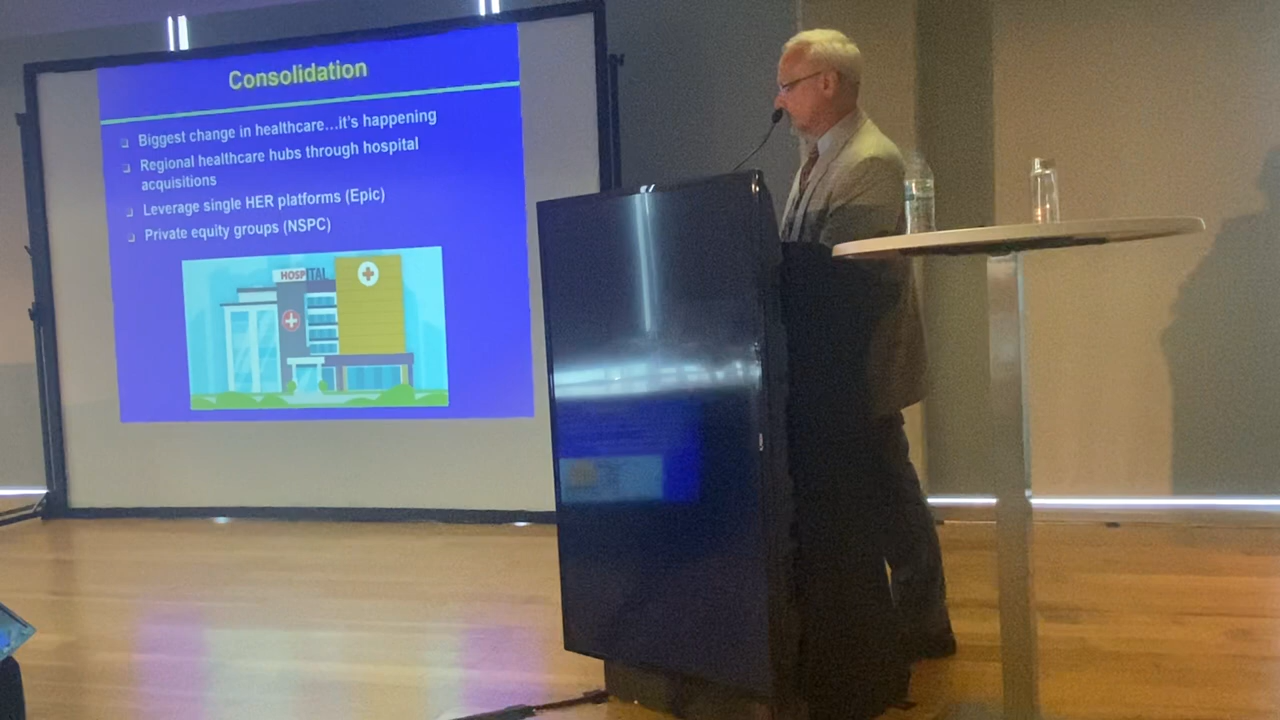 Consolidation
Biggest change in healthcare…it's happening
Regional healthcare hubs through hospital
acquisitions
Leverage single HER platforms (Epic)
Private equity groups (NSPC)
HOSPITAL